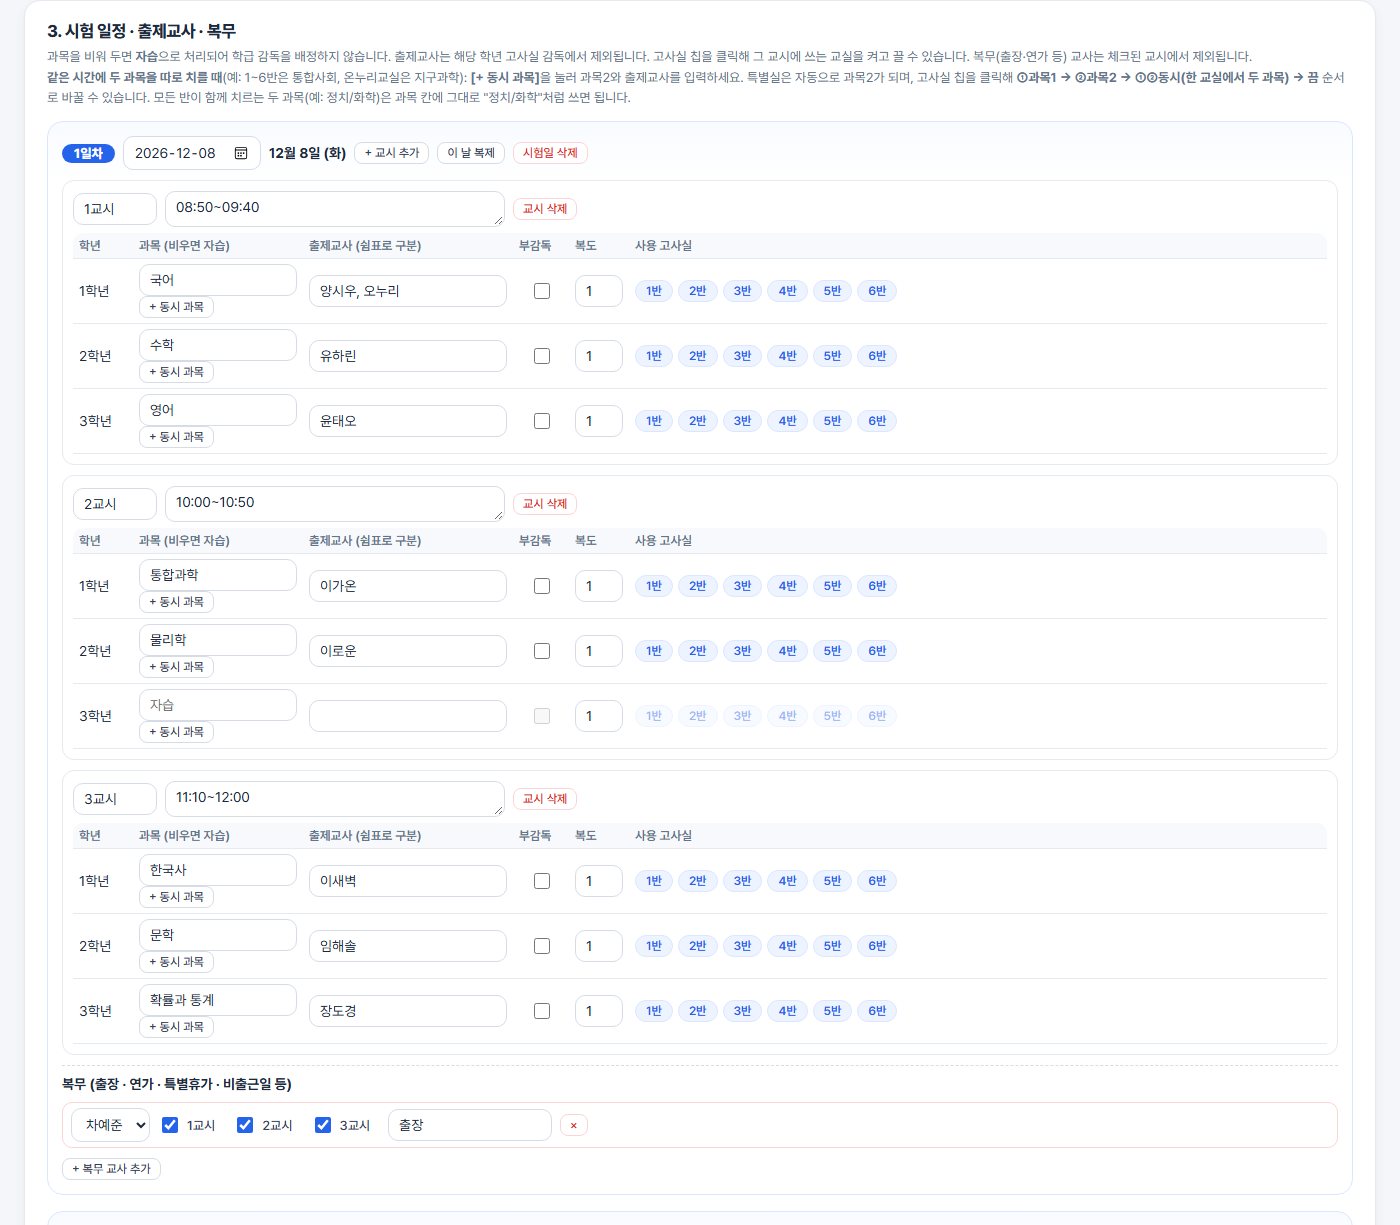 3. 시험 일정 · 출제교사 · 복무
과목을 비워 두면 자습으로 처리되어 학급 감독을 배정하지 않습니다. 출제교사는 해당 학년 고사실 감독에서 제외됩니다. 고사실 칩을 클릭해 그 교시에 쓰는 교실을 켜고 끌 수 있습니다. 복무(출장·연가 등) 교사는 체크된 교시에서 제외됩니다.
같은 시간에 두 과목을 따로 치를 때(예: 1~6반은 통합사회, 온누리교실은 지구과학): [+ 동시 과목]을 눌러 과목2와 출제교사를 입력하세요. 특별실은 자동으로 과목2가 되며, 고사실 칩을 클릭해 ①과목1 → ②과목2 → ①②동시(한 교실에서 두 과목) → 끔 순서
로 바꿀 수 있습니다. 모든 반이 함께 치르는 두 과목(예: 정치/화학)은 과목 칸에 그대로 "정치/화학"처럼 쓰면 됩니다.
1일차 2026-12-08 12월 8일 (화) + 교시 추가 이 날 복제 시험일 삭제
1교시 08:50~09:40 교시 삭제
학년 과목 (비우면 자습) 출제교사 (쉼표로 구분) 부감독 복도 사용 고사실
1학년 국어 양시우, 오누리 1 1반 2반 3반 4반 5반 6반
+ 동시 과목
2학년 수학 유하린 1 1반 2반 3반 4반 5반 6반
+ 동시 과목
3학년 영어 윤태오 1 1반 2반 3반 4반 5반 6반
+ 동시 과목
2교시 10:00~10:50 교시 삭제
학년 과목 (비우면 자습) 출제교사 (쉼표로 구분) 부감독 복도 사용 고사실
1학년 통합과학 이가온 1 1반 2반 3반 4반 5반 6반
+ 동시 과목
2학년 물리학 이로운 1 1반 2반 3반 4반 5반 6반
+ 동시 과목
3학년 자습 1 1반 2반 3반 4반 5반 6반
+ 동시 과목
3교시 11:10~12:00 교시 삭제
학년 과목 (비우면 자습) 출제교사 (쉼표로 구분) 부감독 복도 사용 고사실
1학년 한국사 이새벽 1 1반 2반 3반 4반 5반 6반
+ 동시 과목
2학년 문학 임해솔 1 1반 2반 3반 4반 5반 6반
+ 동시 과목
3학년 확률과 통계 장도경 1 1반 2반 3반 4반 5반 6반
+ 동시 과목
복무 (출장 · 연가 · 특별휴가 · 비출근일 등)
차예준 1교시 2교시 3교시 출장 ×
+ 복무 교사 추가